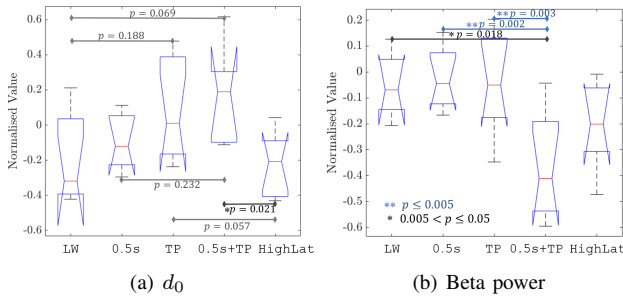 p = 0.069
p = 0.188
p = 0.232
*p = 0.021
p = 0.057
Normalised Value
0.6
0.4
0.2
0
-0.2
-0.4
-0.6
LW 0.5s TP 0.5s+TP HighLat
(a) d₀
**p = 0.003
**p = 0.002
*p = 0.018
** p ≤ 0.005
* 0.005 < p ≤ 0.05
Normalised Value
0.2
0.1
0
-0.1
-0.2
-0.3
-0.4
-0.5
-0.6
LW 0.5s TP 0.5s+TP HighLat
(b) Beta power